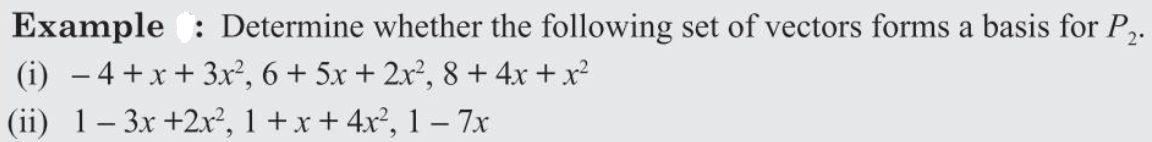 Example : Determine whether the following set of vectors forms a basis for P₂.
(i) – 4 + x + 3x², 6 + 5x + 2x², 8 + 4x + x²
(ii) 1 – 3x +2x², 1 + x + 4x², 1 – 7x